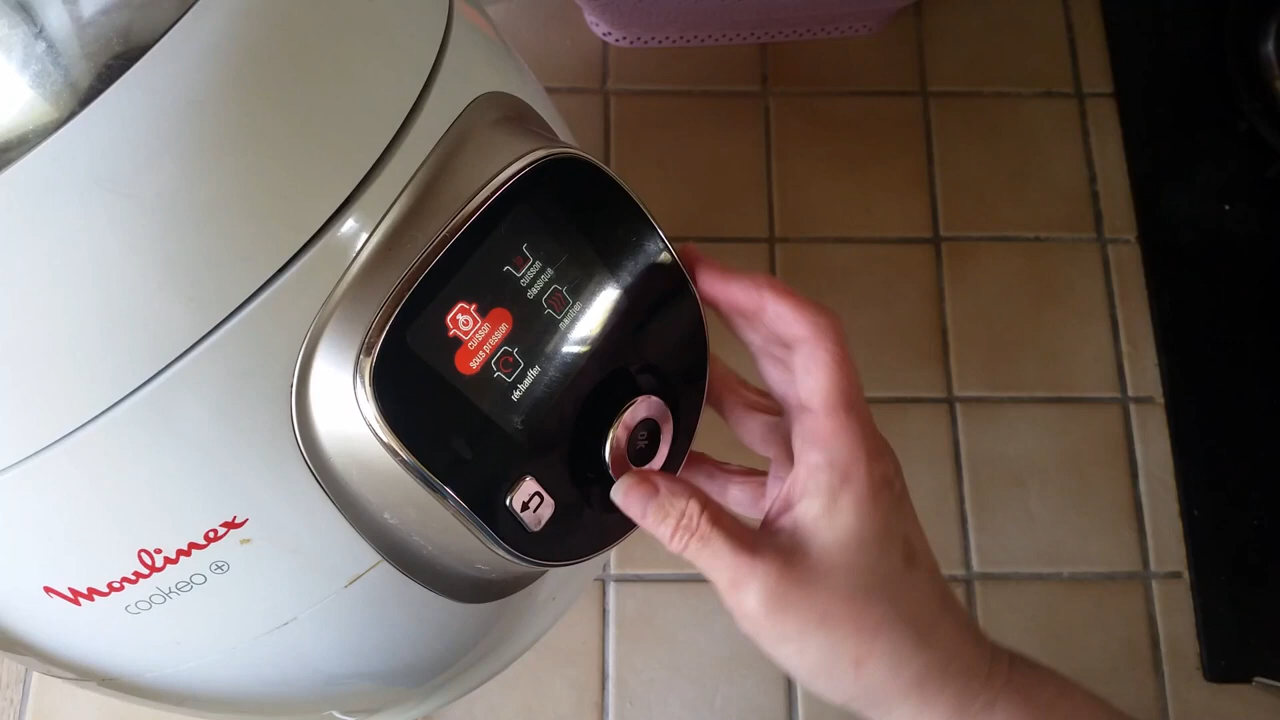 cuisson
sous pression
cuisson
classique
réchauffer
maintien
ok
Moulinex
cookeo